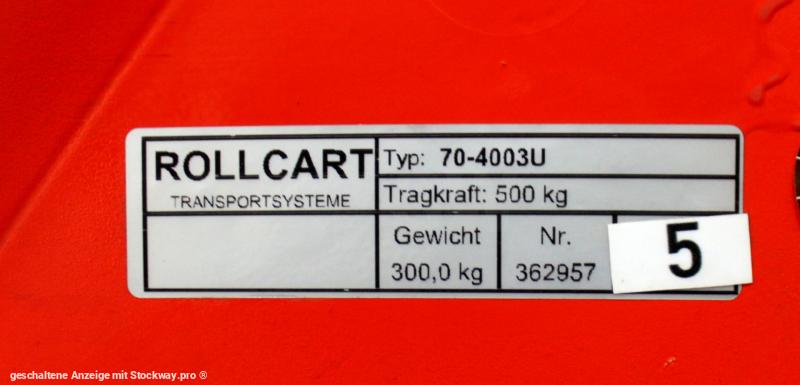 ROLLCART
TRANSPORTSYSTEME
Typ: 70-4003U
Tragkraft: 500 kg
Gewicht
300,0 kg
Nr.
362957
5
geschaltene Anzeige mit Stockway.pro ®